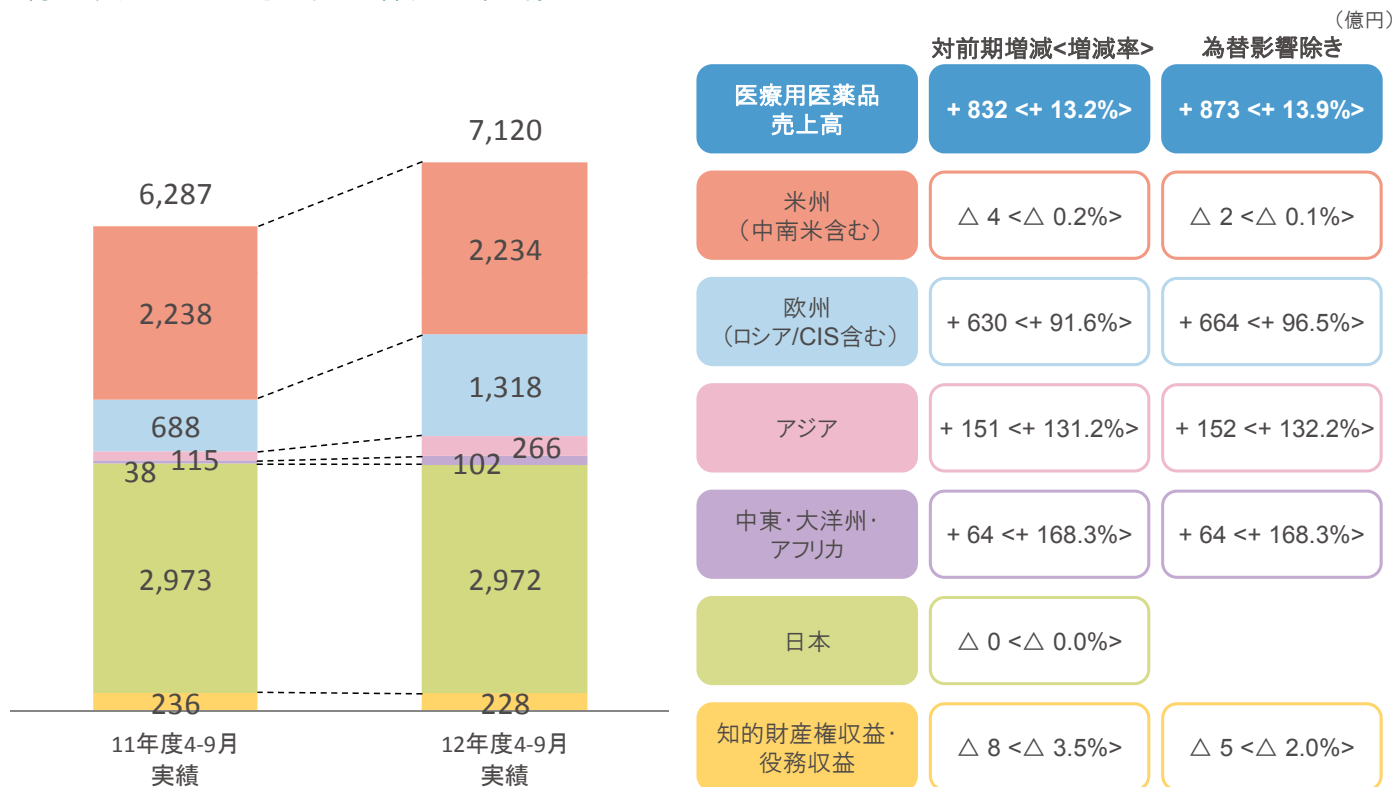 (億円)
対前期増減<増減率>
為替影響除き
7,120
2,234
1,318
266
102
2,972
228
6,287
2,238
688
115
38
2,973
236
11年度4-9月
実績
12年度4-9月
実績
医療用医薬品
売上高
+ 832 <+ 13.2%>
+ 873 <+ 13.9%>
米州
(中南米含む)
△ 4 <△ 0.2%>
△ 2 <△ 0.1%>
欧州
(ロシア/CIS含む)
+ 630 <+ 91.6%>
+ 664 <+ 96.5%>
アジア
+ 151 <+ 131.2%>
+ 152 <+ 132.2%>
中東・大洋州・
アフリカ
+ 64 <+ 168.3%>
+ 64 <+ 168.3%>
日本
△ 0 <△ 0.0%>
知的財産権収益・
役務収益
△ 8 <△ 3.5%>
△ 5 <△ 2.0%>